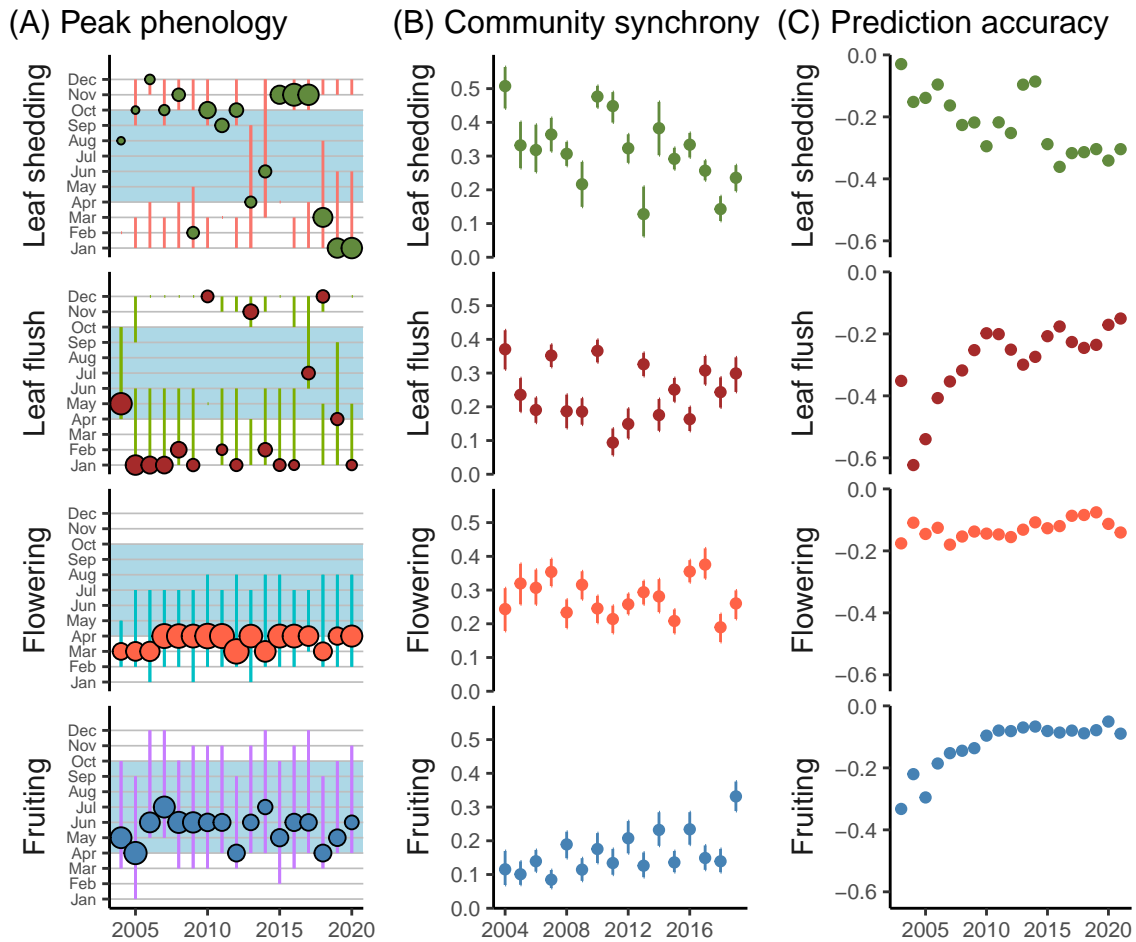 (A) Peak phenology
(B) Community synchrony
(C) Prediction accuracy
Leaf shedding
Dec
Nov
Oct
Sep
Aug
Jul
Jun
May
Apr
Mar
Feb
Jan
Leaf shedding
0.5
0.4
0.3
0.2
0.1
0.0
Leaf shedding
0.0
−0.2
−0.4
−0.6
Leaf flush
Dec
Nov
Oct
Sep
Aug
Jul
Jun
May
Apr
Mar
Feb
Jan
Leaf flush
0.5
0.4
0.3
0.2
0.1
0.0
Leaf flush
0.0
−0.2
−0.4
−0.6
Flowering
Dec
Nov
Oct
Sep
Aug
Jul
Jun
May
Apr
Mar
Feb
Jan
Flowering
0.5
0.4
0.3
0.2
0.1
0.0
Flowering
0.0
−0.2
−0.4
−0.6
Fruiting
Dec
Nov
Oct
Sep
Aug
Jul
Jun
May
Apr
Mar
Feb
Jan
2005 2010 2015 2020
Fruiting
0.5
0.4
0.3
0.2
0.1
0.0
2004 2008 2012 2016
Fruiting
0.0
−0.2
−0.4
−0.6
2005 2010 2015 2020